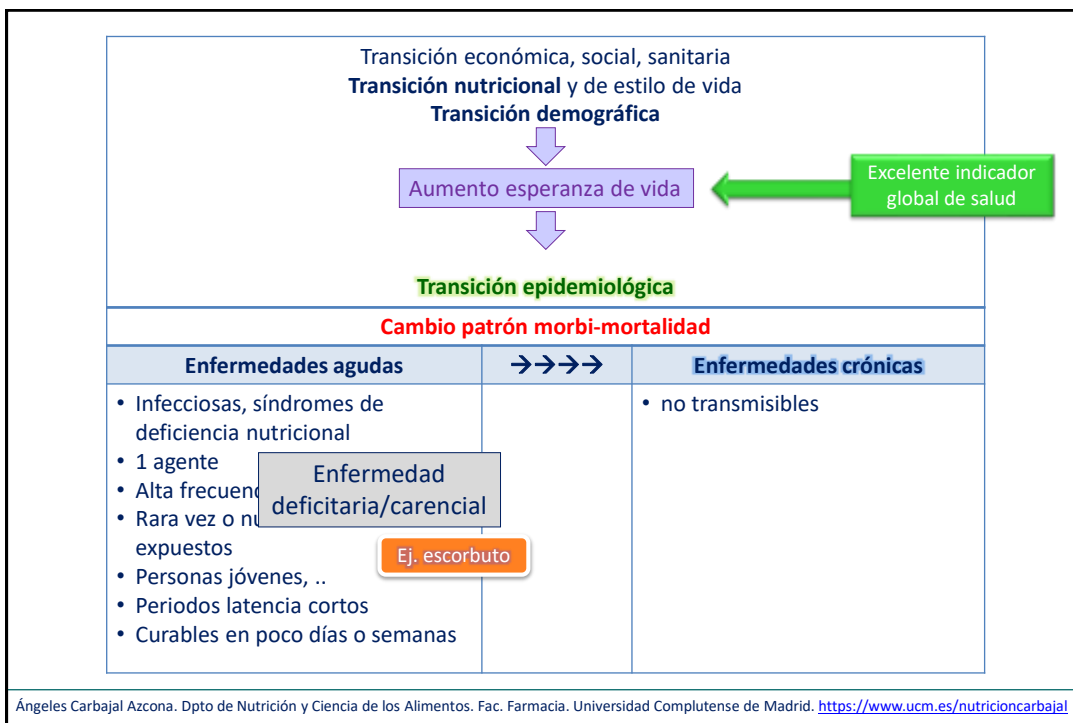 Transición económica, social, sanitaria
Transición nutricional y de estilo de vida
Transición demográfica
Aumento esperanza de vida
Excelente indicador
global de salud
Transición epidemiológica
Cambio patrón morbi-mortalidad
Enfermedades agudas
→→→→
Enfermedades crónicas
• Infecciosas, síndromes de
deficiencia nutricional
• 1 agente
• Alta
• Rara vez o
expuestos
• Personas jóvenes, ..
• Periodos latencia cortos
• Curables en poco días o semanas
Enfermedad
deficitaria/carencial
Ej. escorbuto
• no transmisibles
Ángeles Carbajal Azcona. Dpto de Nutrición y Ciencia de los Alimentos. Fac. Farmacia. Universidad Complutense de Madrid. https://www.ucm.es/nutricioncarbajal